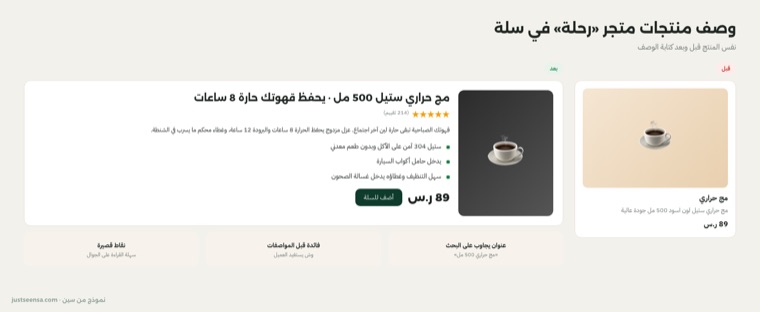 وصف منتجات متجر «رحلة» في سلة
نفس المنتج قبل وبعد كتابة الوصف
قبل
مج حراري
مج حراري ستيل لون اسود 500 مل جودة عالية
89 ر.س
بعد
مج حراري ستيل 500 مل · يحفظ قهوتك حارة 8 ساعات
★★★★★ (214 تقييم)
قهوتك الصباحية تبقى حارة لين آخر اجتماع. عزل مزدوج يحفظ الحرارة 8 ساعات والبرودة 12 ساعة، وغطاء محكم ما يسرب في الشنطة.
ستيل 304 آمن على الأكل وبدون طعم معدني
يدخل حامل أكواب السيارة
سهل التنظيف وغطاؤه يدخل غسالة الصحون
89 ر.س
أضف للسلة
عنوان يجاوب على البحث
«مج حراري 500 مل»
فائدة قبل المواصفات
وش يستفيد العميل
نقاط قصيرة
سهلة القراءة على الجوال
نموذج من سين · justseensa.com